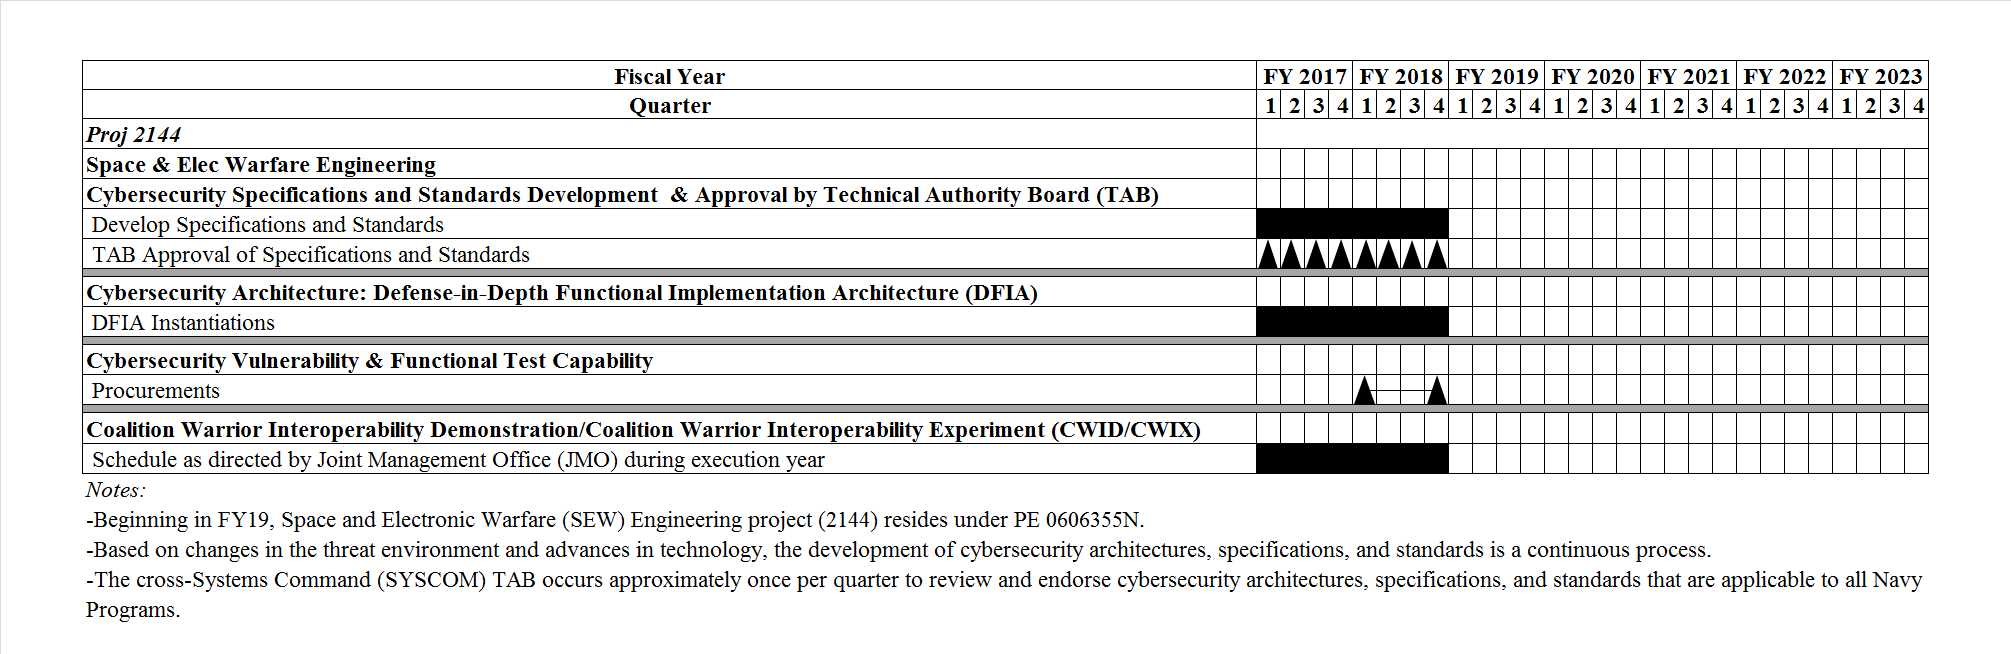 Fiscal Year FY 2017 FY 2018 FY 2019 FY 2020 FY 2021 FY 2022 FY 2023
Quarter 1 2 3 4 1 2 3 4 1 2 3 4 1 2 3 4 1 2 3 4 1 2 3 4 1 2 3 4
Proj 2144
Space & Elec Warfare Engineering
Cybersecurity Specifications and Standards Development & Approval by Technical Authority Board (TAB)
Develop Specifications and Standards
TAB Approval of Specifications and Standards
Cybersecurity Architecture: Defense-in-Depth Functional Implementation Architecture (DFIA)
DFIA Instantiations
Cybersecurity Vulnerability & Functional Test Capability
Procurements
Coalition Warrior Interoperability Demonstration/Coalition Warrior Interoperability Experiment (CWID/CWIX)
Schedule as directed by Joint Management Office (JMO) during execution year
Notes:
-Beginning in FY19, Space and Electronic Warfare (SEW) Engineering project (2144) resides under PE 0606355N.
-Based on changes in the threat environment and advances in technology, the development of cybersecurity architectures, specifications, and standards is a continuous process.
-The cross-Systems Command (SYSCOM) TAB occurs approximately once per quarter to review and endorse cybersecurity architectures, specifications, and standards that are applicable to all Navy
Programs.